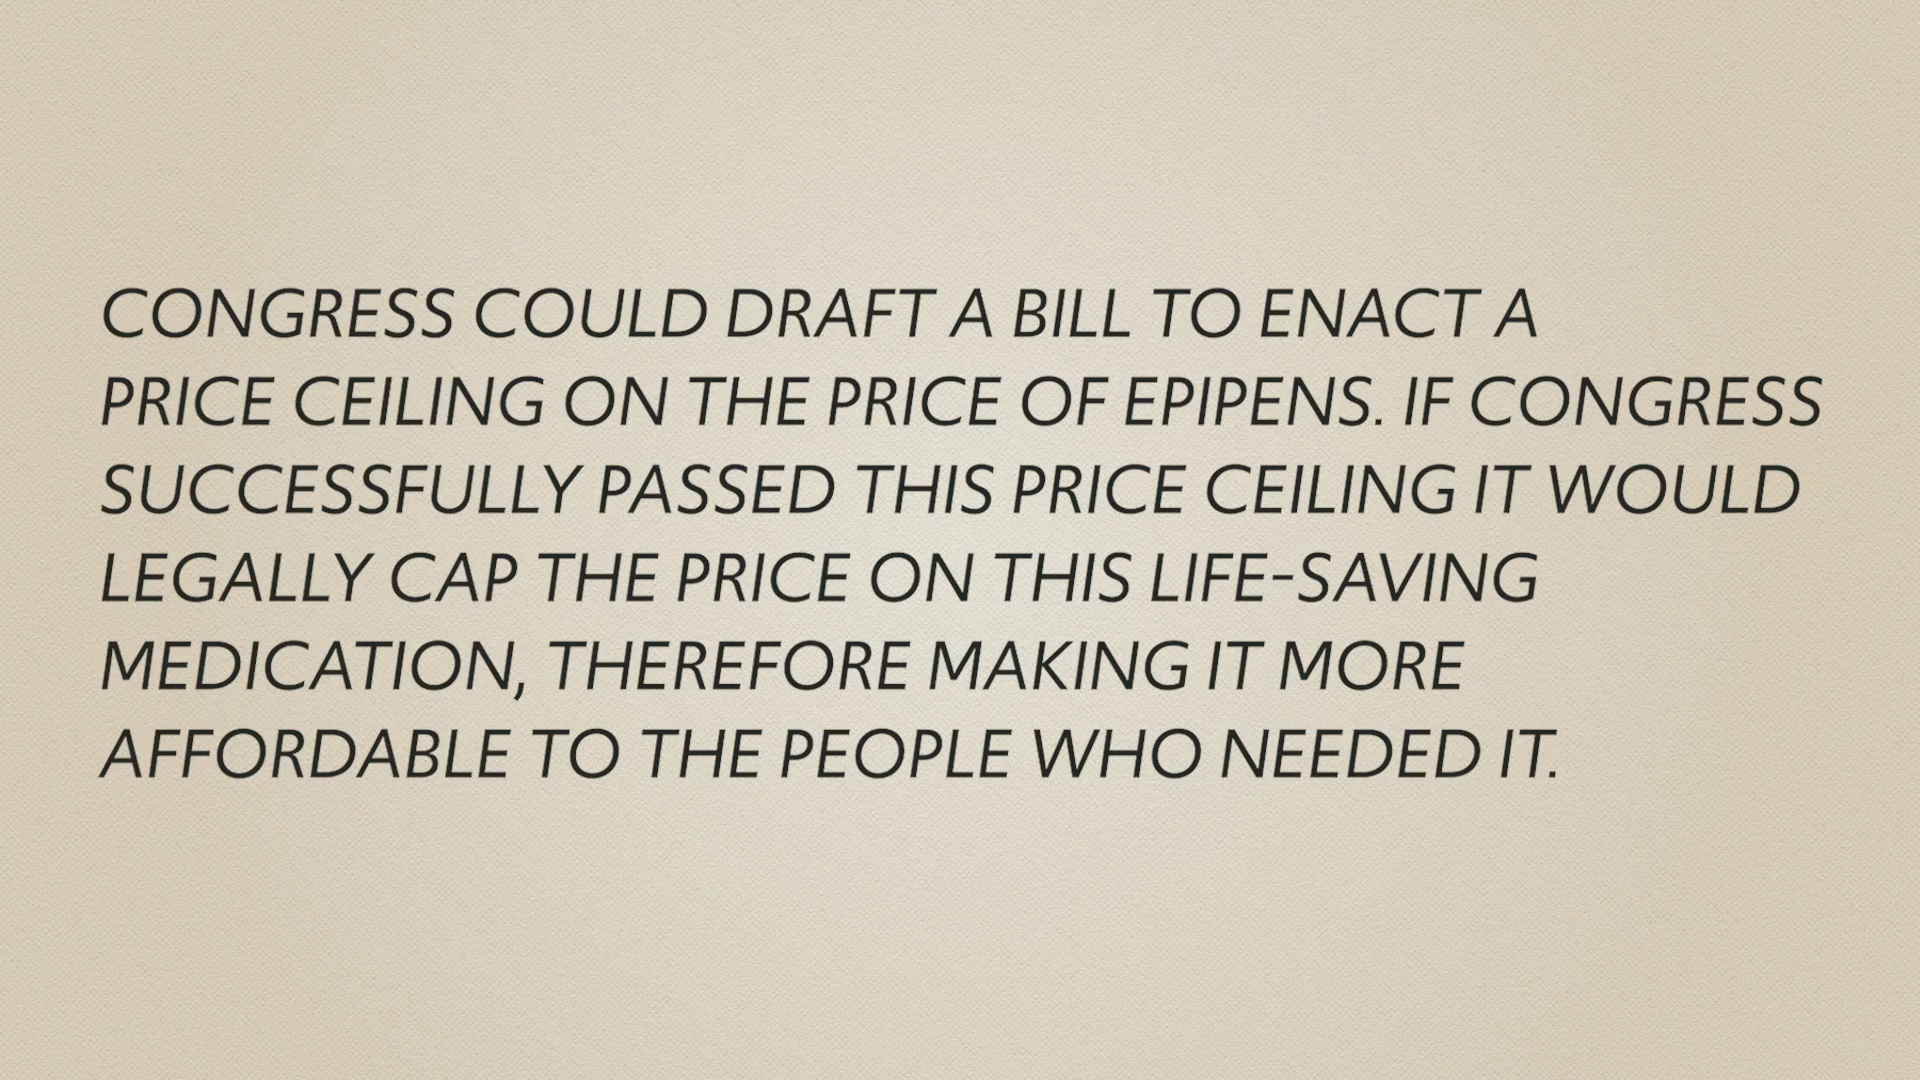 CONGRESS COULD DRAFT A BILL TO ENACT A
PRICE CEILING ON THE PRICE OF EPIPENS. IF CONGRESS
SUCCESSFULLY PASSED THIS PRICE CEILING IT WOULD
LEGALLY CAP THE PRICE ON THIS LIFE-SAVING
MEDICATION, THEREFORE MAKING IT MORE
AFFORDABLE TO THE PEOPLE WHO NEEDED IT.